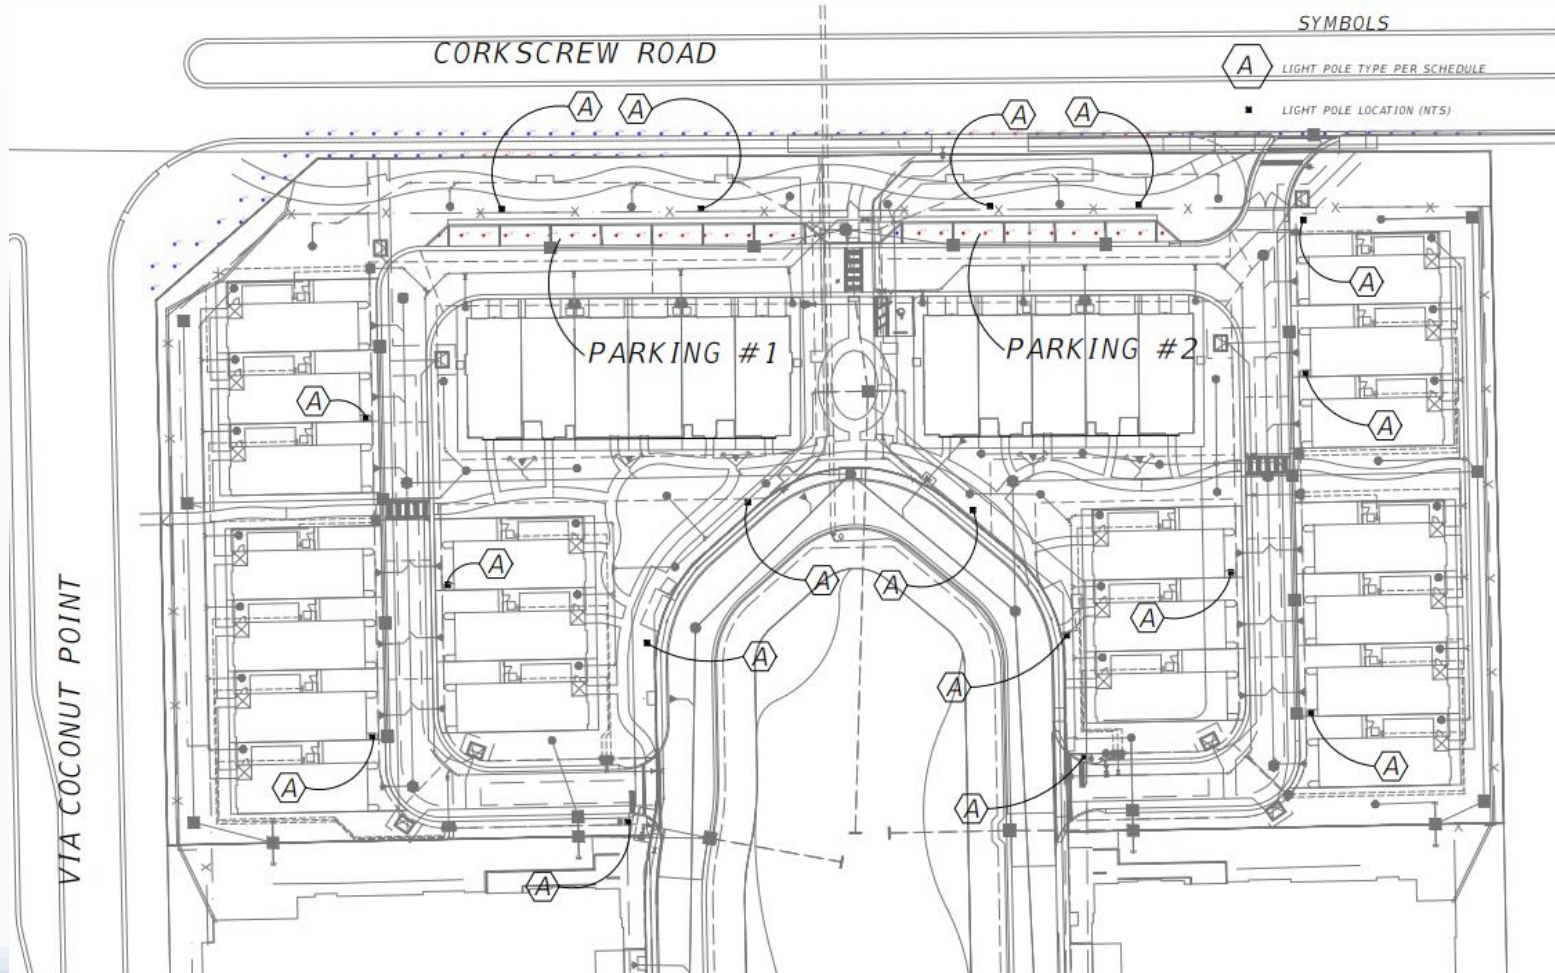 SYMBOLS
CORKSCREW ROAD
A LIGHT POLE TYPE PER SCHEDULE
LIGHT POLE LOCATION (NTS)
A A A A
A
PARKING #1 PARKING #2
A
A
A
A A
A
VIA COCONUT POINT
A
A
A
A
A
A